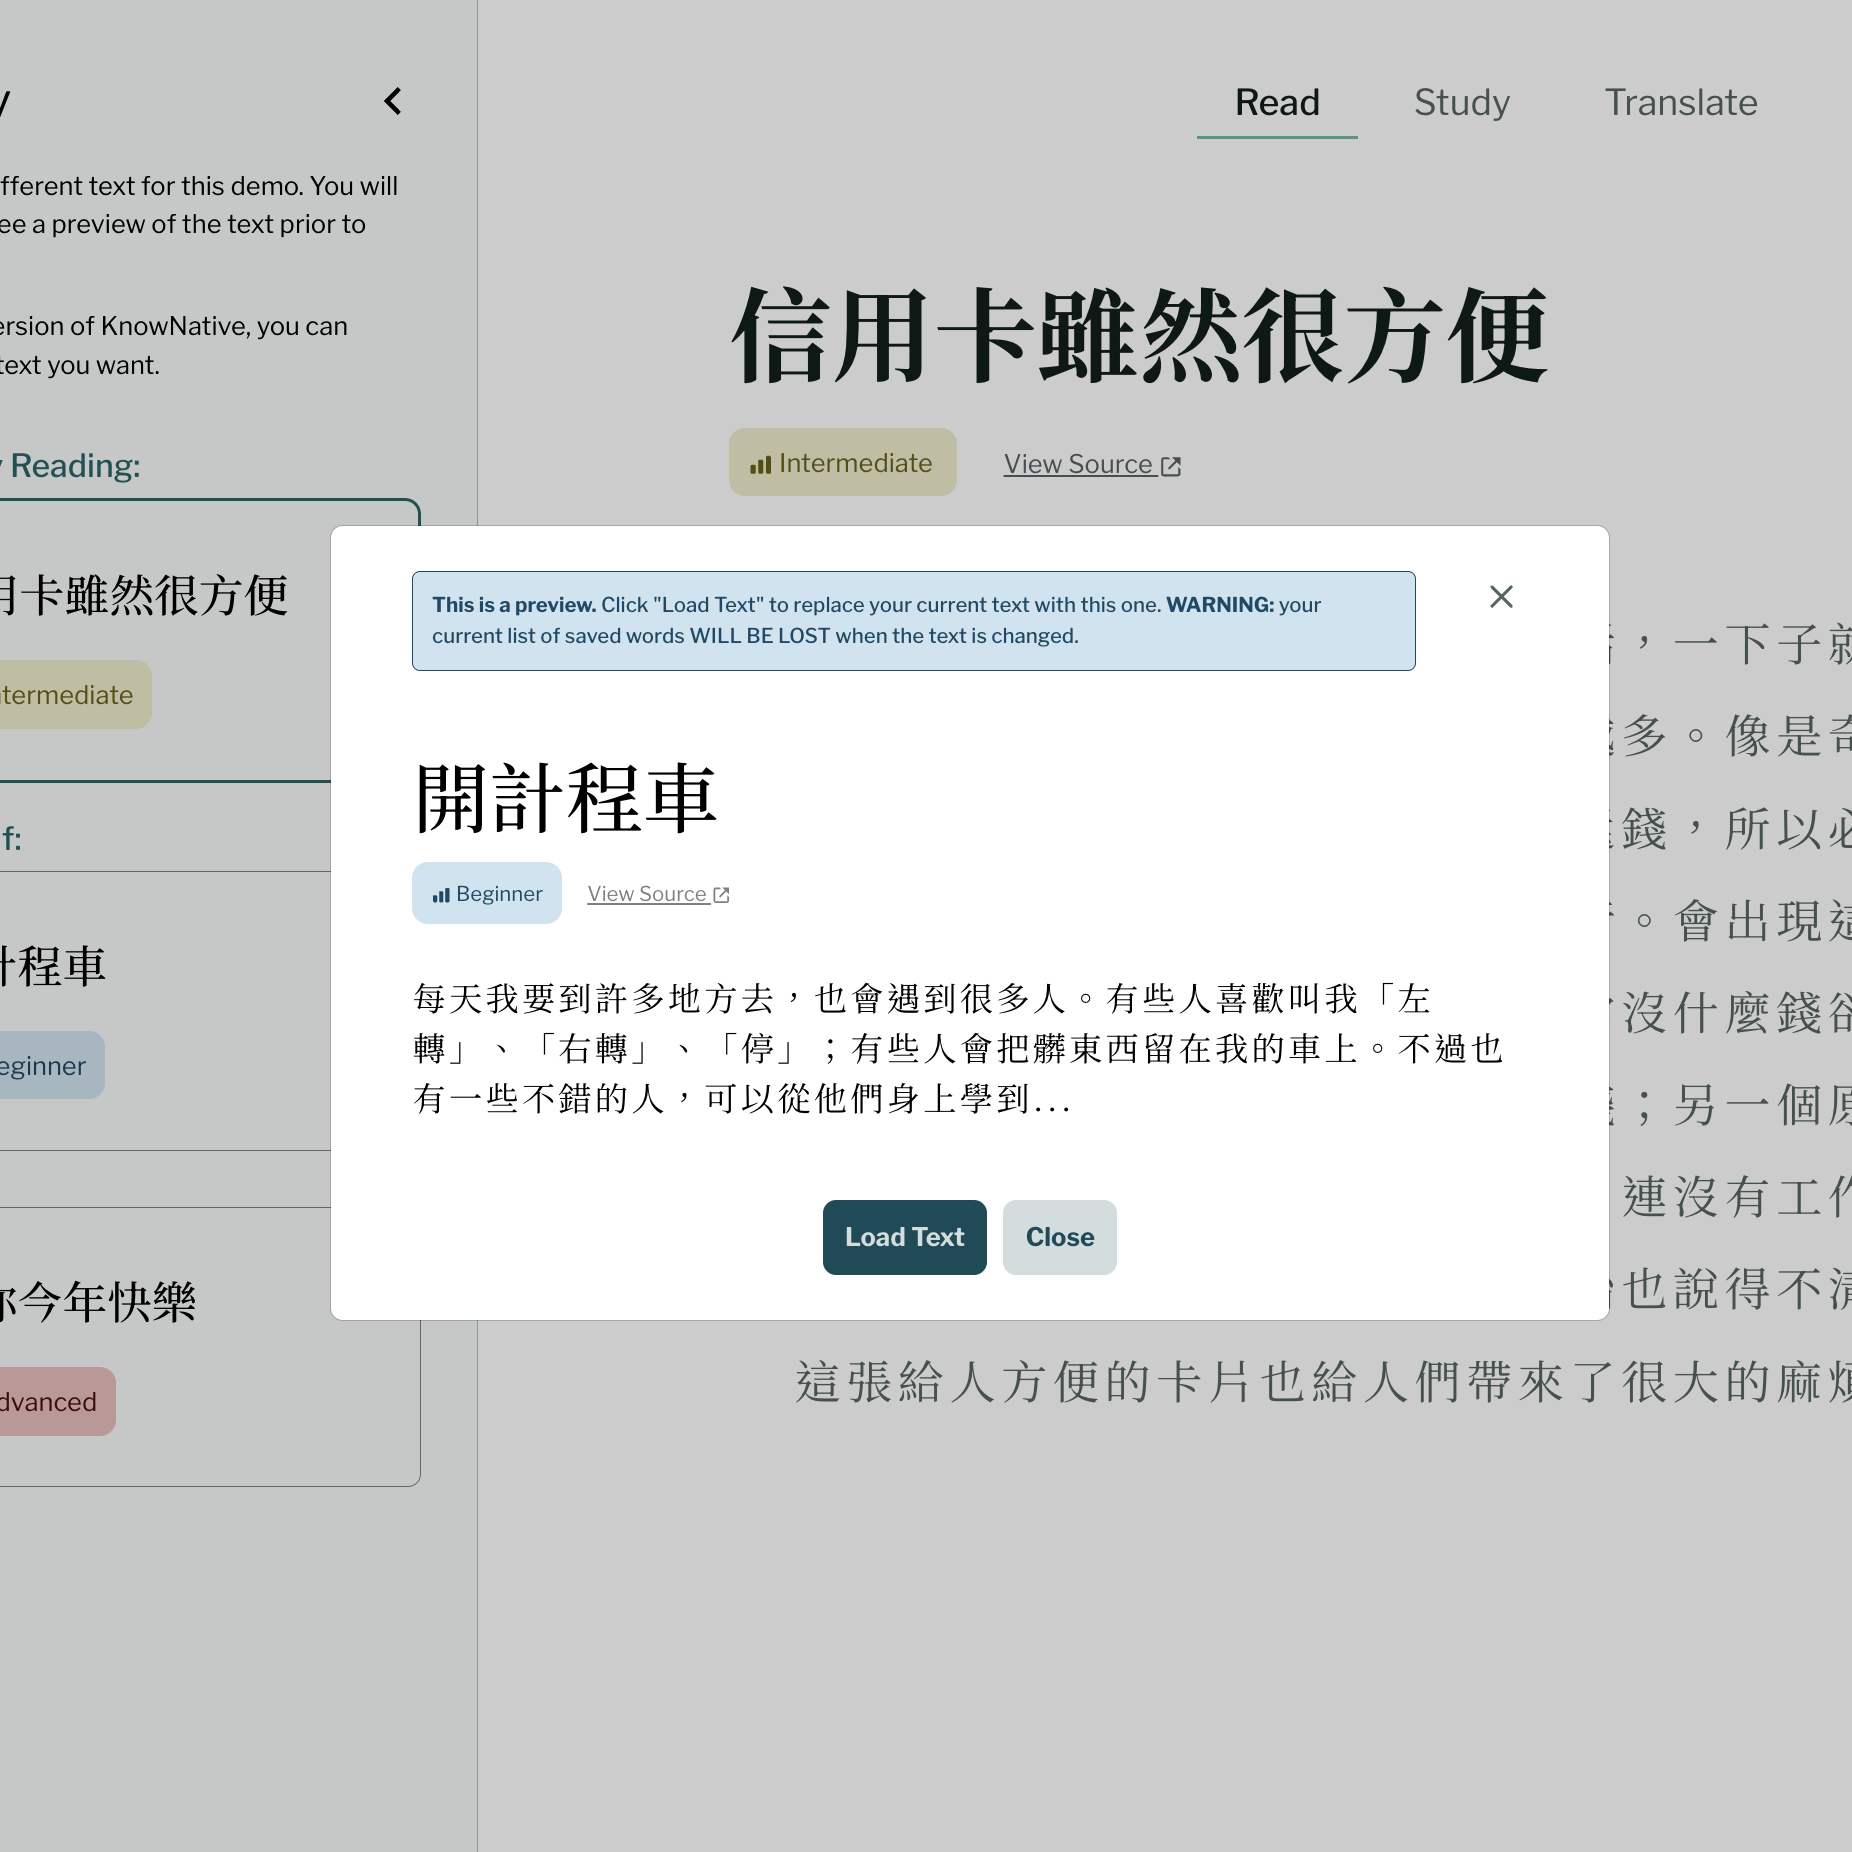 Read
Study
Translate
fferent text for this demo. You will
ee a preview of the text prior to
ersion of KnowNative, you can
text you want.
Reading:
用卡雖然很方便
ntermediate
f:
計程車
eginner
你今年快樂
dvanced
信用卡雖然很方便
Intermediate
View Source
This is a preview. Click "Load Text" to replace your current text with this one. WARNING: your
current list of saved words WILL BE LOST when the text is changed.
開計程車
Beginner
View Source
每天我要到許多地方去，也會遇到很多人。有些人喜歡叫我「左
轉」、「右轉」、「停」；有些人會把髒東西留在我的車上。不過也
有一些不錯的人，可以從他們身上學到...
Load Text
Close
，一下子就
多。像是奇
錢，所以必
。會出現這
沒什麼錢卻
；另一個原
連沒有工作
也說得不清
這張給人方便的卡片也給人們帶來了很大的麻煩